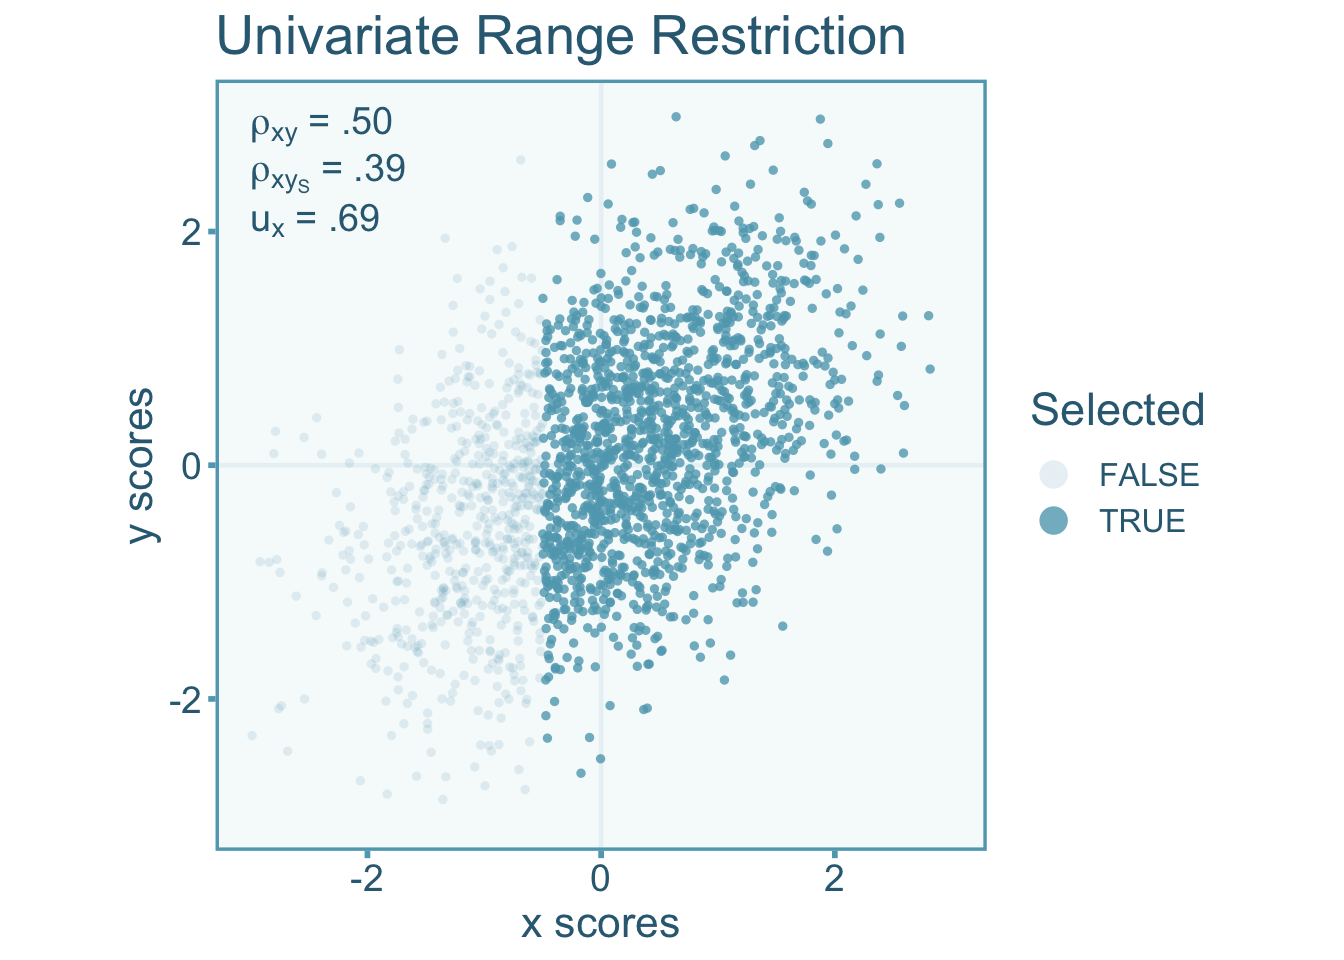 Univariate Range Restriction
ρxy = .50
ρxyS = .39
ux = .69
y scores
2
0
-2
-2 0 2
x scores
Selected
FALSE
TRUE